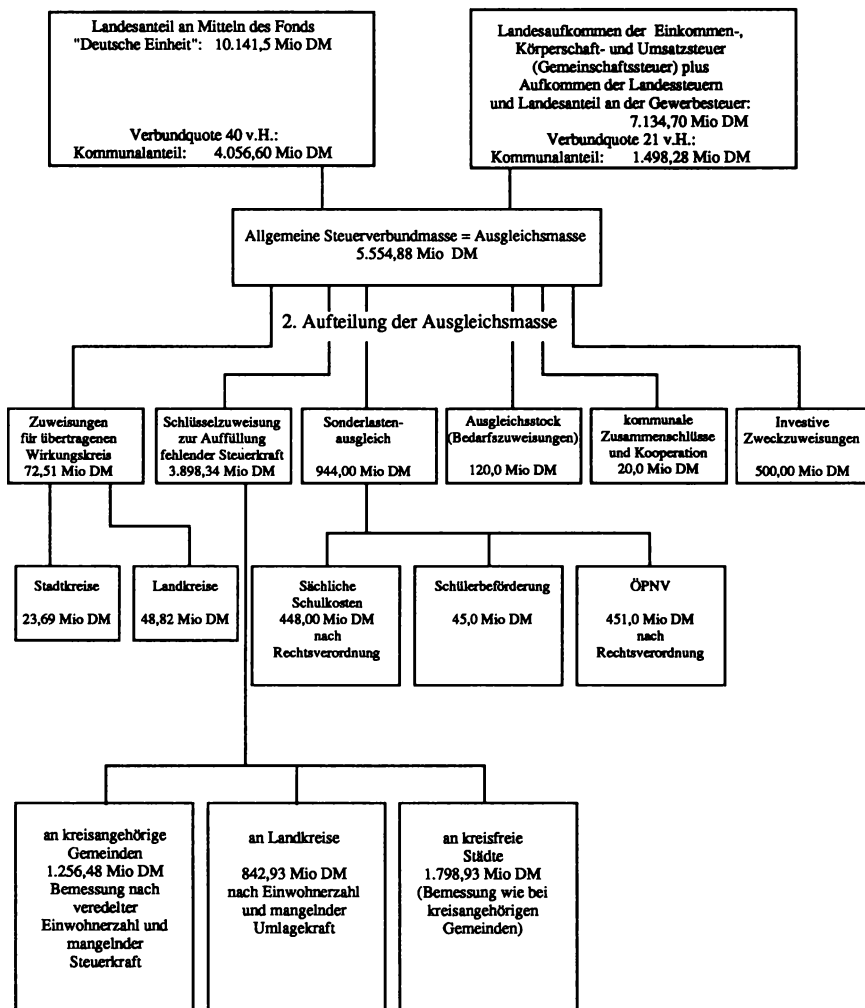 Landesanteil an Mitteln des Fonds
"Deutsche Einheit": 10.141,5 Mio DM
Verbundquote 40 v.H.:
Kommunalanteil: 4.056,60 Mio DM
Landesaufkommen der Einkommen-,
Körperschaft- und Umsatzsteuer
(Gemeinschaftssteuer) plus
Aufkommen der Landessteuern
und Landesanteil an der Gewerbesteuer:
7.134,70 Mio DM
Verbundquote 21 v.H.:
Kommunalanteil: 1.498,28 Mio DM
Allgemeine Steuerverbundmasse = Ausgleichsmasse
5.554,88 Mio DM
2. Aufteilung der Ausgleichsmasse
Zuweisungen
für übertragenen
Wirkungskreis
72,51 Mio DM
Schlüsselzuweisung
zur Auffüllung
fehlender Steuerkraft
3.898,34 Mio DM
Sonderlasten-
ausgleich
944,00 Mio DM
Ausgleichsstock
(Bedarfszuweisungen)
120,0 Mio DM
kommunale
Zusammenschlüsse
und Kooperation
20,0 Mio DM
Investive
Zweckzuweisungen
500,00 Mio DM
Stadtkreise
23,69 Mio DM
Landkreise
48,82 Mio DM
Sächliche
Schulkosten
448,00 Mio DM
nach
Rechtsverordnung
Schülerbeförderung
45,0 Mio DM
ÖPNV
451,0 Mio DM
nach
Rechtsverordnung
an kreisangehörige
Gemeinden
1.256,48 Mio DM
Bemessung nach
veredelter
Einwohnerzahl und
mangelnder
Steuerkraft
an Landkreise
842,93 Mio DM
nach Einwohnerzahl
und mangelnder
Umlagekraft
an kreisfreie
Städte
1.798,93 Mio DM
(Bemessung wie bei
kreisangehörigen
Gemeinden)